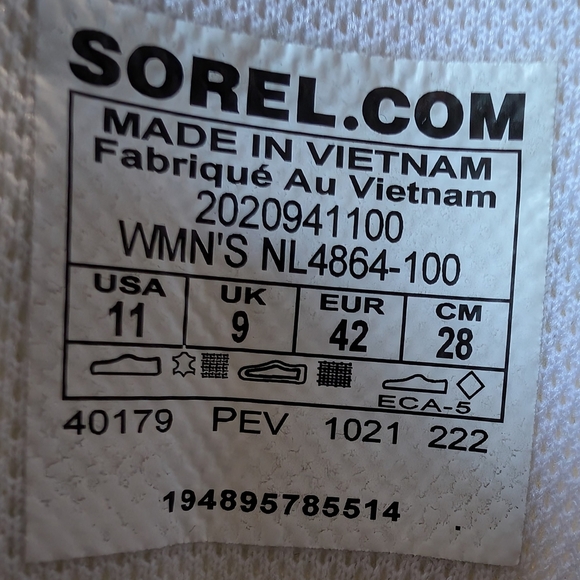 SOREL.COM
MADE IN VIETNAM
Fabriqué Au Vietnam
2020941100
WMN'S NL4864-100
USA UK EUR CM
11 9 42 28
ECA-5
40179 PEV 1021 222
194895785514